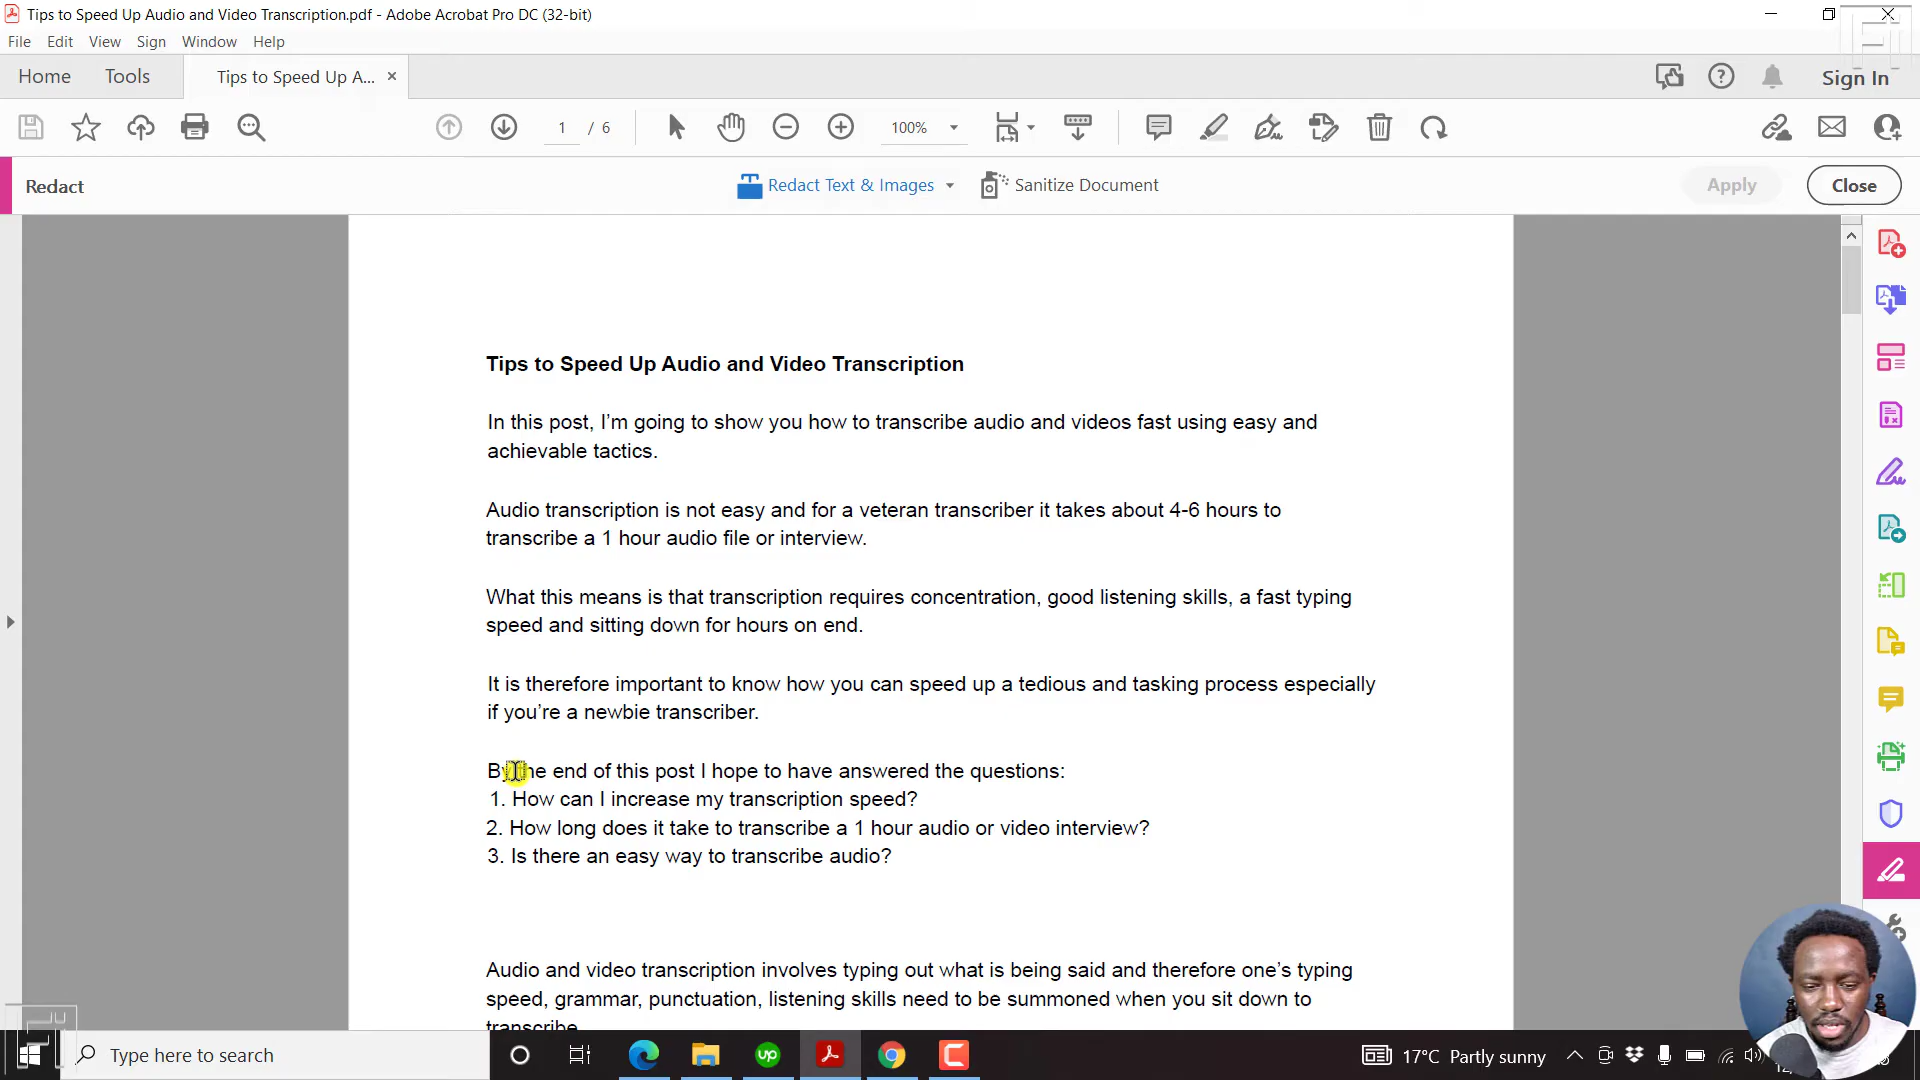 Tips to Speed Up Audio and Video Transcription.pdf - Adobe Acrobat Pro DC (32-bit)
File Edit View Sign Window Help
Home Tools Tips to Speed Up A... × Sign In
1 / 6 100%
Redact Redact Text & Images Sanitize Document Apply Close
Tips to Speed Up Audio and Video Transcription
In this post, I'm going to show you how to transcribe audio and videos fast using easy and
achievable tactics.
Audio transcription is not easy and for a veteran transcriber it takes about 4-6 hours to
transcribe a 1 hour audio file or interview.
What this means is that transcription requires concentration, good listening skills, a fast typing
speed and sitting down for hours on end.
It is therefore important to know how you can speed up a tedious and tasking process especially
if you're a newbie transcriber.
By the end of this post I hope to have answered the questions:
1. How can I increase my transcription speed?
2. How long does it take to transcribe a 1 hour audio or video interview?
3. Is there an easy way to transcribe audio?
Audio and video transcription involves typing out what is being said and therefore one's typing
speed, grammar, punctuation, listening skills need to be summoned when you sit down to
transcribe
Type here to search up 17°C Partly sunny